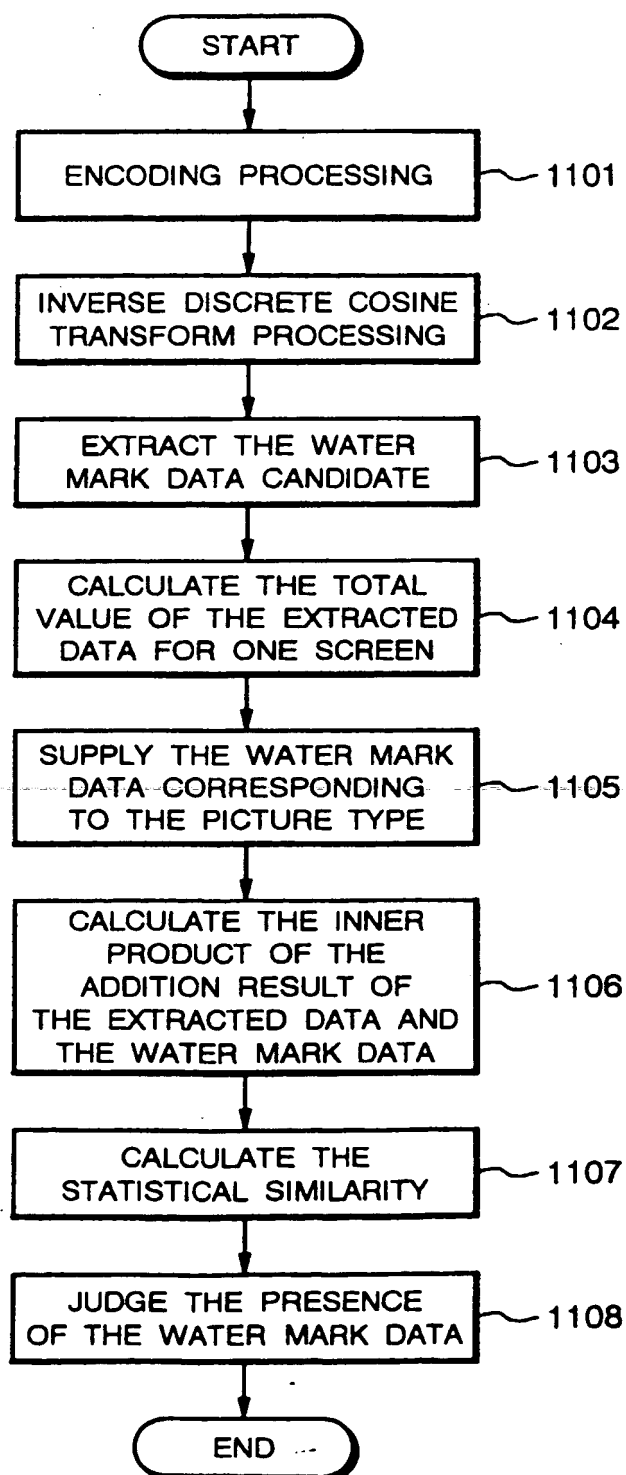 START
ENCODING PROCESSING
1101
INVERSE DISCRETE COSINE
TRANSFORM PROCESSING
1102
EXTRACT THE WATER
MARK DATA CANDIDATE
1103
CALCULATE THE TOTAL
VALUE OF THE EXTRACTED
DATA FOR ONE SCREEN
1104
SUPPLY THE WATER MARK
DATA CORRESPONDING
TO THE PICTURE TYPE
1105
CALCULATE THE INNER
PRODUCT OF THE
ADDITION RESULT OF
THE EXTRACTED DATA AND
THE WATER MARK DATA
1106
CALCULATE THE
STATISTICAL SIMILARITY
1107
JUDGE THE PRESENCE
OF THE WATER MARK DATA
1108
END